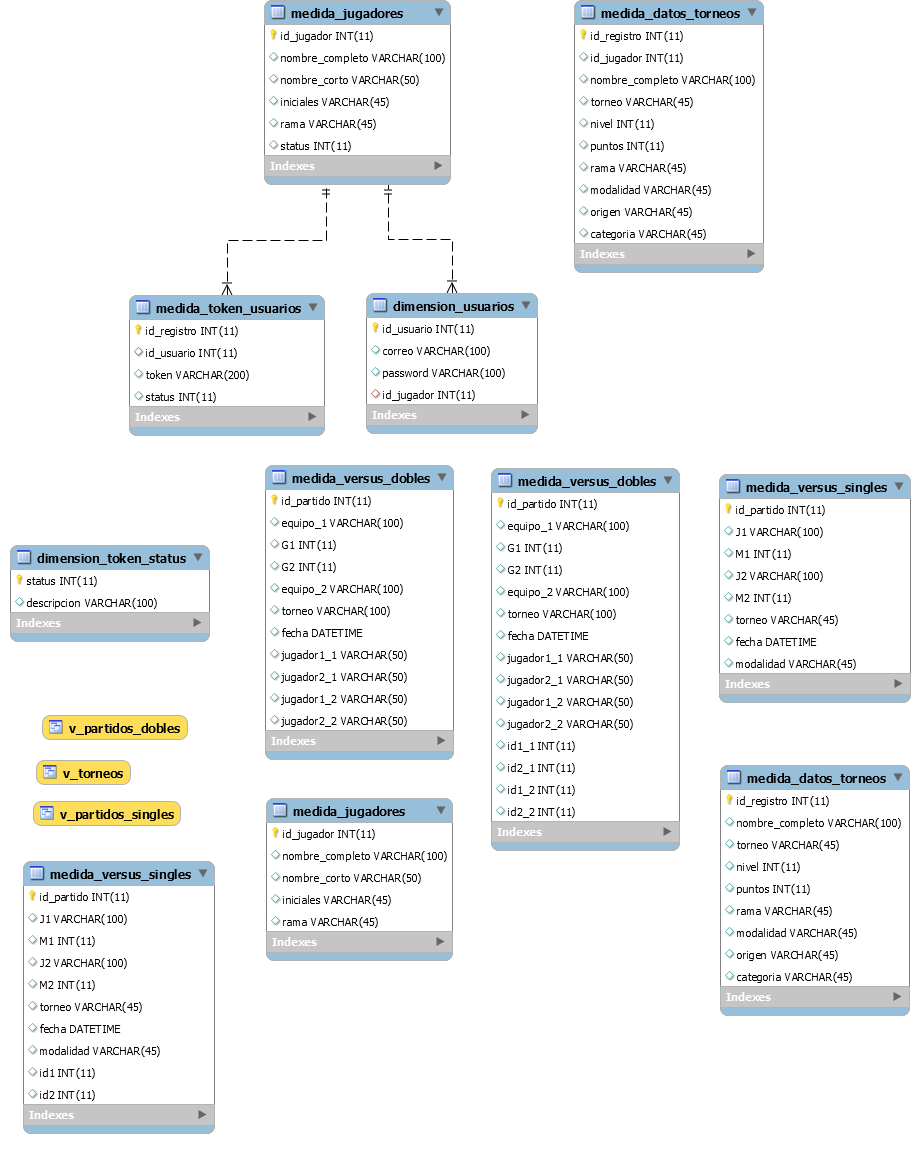 medida_jugadores
id_jugador INT(11)
nombre_completo VARCHAR(100)
nombre_corto VARCHAR(50)
iniciales VARCHAR(45)
rama VARCHAR(45)
status INT(11)
Indexes
medida_datos_torneos
id_registro INT(11)
id_jugador INT(11)
nombre_completo VARCHAR(100)
torneo VARCHAR(45)
nivel INT(11)
puntos INT(11)
rama VARCHAR(45)
modalidad VARCHAR(45)
origen VARCHAR(45)
categoria VARCHAR(45)
Indexes
medida_token_usuarios
id_registro INT(11)
id_usuario INT(11)
token VARCHAR(200)
status INT(11)
Indexes
dimension_usuarios
id_usuario INT(11)
correo VARCHAR(100)
password VARCHAR(100)
id_jugador INT(11)
Indexes
medida_versus_dobles
id_partido INT(11)
equipo_1 VARCHAR(100)
G1 INT(11)
G2 INT(11)
equipo_2 VARCHAR(100)
torneo VARCHAR(100)
fecha DATETIME
jugador1_1 VARCHAR(50)
jugador2_1 VARCHAR(50)
jugador1_2 VARCHAR(50)
jugador2_2 VARCHAR(50)
Indexes
medida_versus_dobles
id_partido INT(11)
equipo_1 VARCHAR(100)
G1 INT(11)
G2 INT(11)
equipo_2 VARCHAR(100)
torneo VARCHAR(100)
fecha DATETIME
jugador1_1 VARCHAR(50)
jugador2_1 VARCHAR(50)
jugador1_2 VARCHAR(50)
jugador2_2 VARCHAR(50)
id1_1 INT(11)
id2_1 INT(11)
id1_2 INT(11)
id2_2 INT(11)
Indexes
medida_versus_singles
id_partido INT(11)
J1 VARCHAR(100)
M1 INT(11)
J2 VARCHAR(100)
M2 INT(11)
torneo VARCHAR(45)
fecha DATETIME
modalidad VARCHAR(45)
Indexes
dimension_token_status
status INT(11)
descripcion VARCHAR(100)
Indexes
v_partidos_dobles
v_torneos
v_partidos_singles
medida_jugadores
id_jugador INT(11)
nombre_completo VARCHAR(100)
nombre_corto VARCHAR(50)
iniciales VARCHAR(45)
rama VARCHAR(45)
Indexes
medida_datos_torneos
id_registro INT(11)
nombre_completo VARCHAR(100)
torneo VARCHAR(45)
nivel INT(11)
puntos INT(11)
rama VARCHAR(45)
modalidad VARCHAR(45)
origen VARCHAR(45)
categoria VARCHAR(45)
Indexes
medida_versus_singles
id_partido INT(11)
J1 VARCHAR(100)
M1 INT(11)
J2 VARCHAR(100)
M2 INT(11)
torneo VARCHAR(45)
fecha DATETIME
modalidad VARCHAR(45)
id1 INT(11)
id2 INT(11)
Indexes